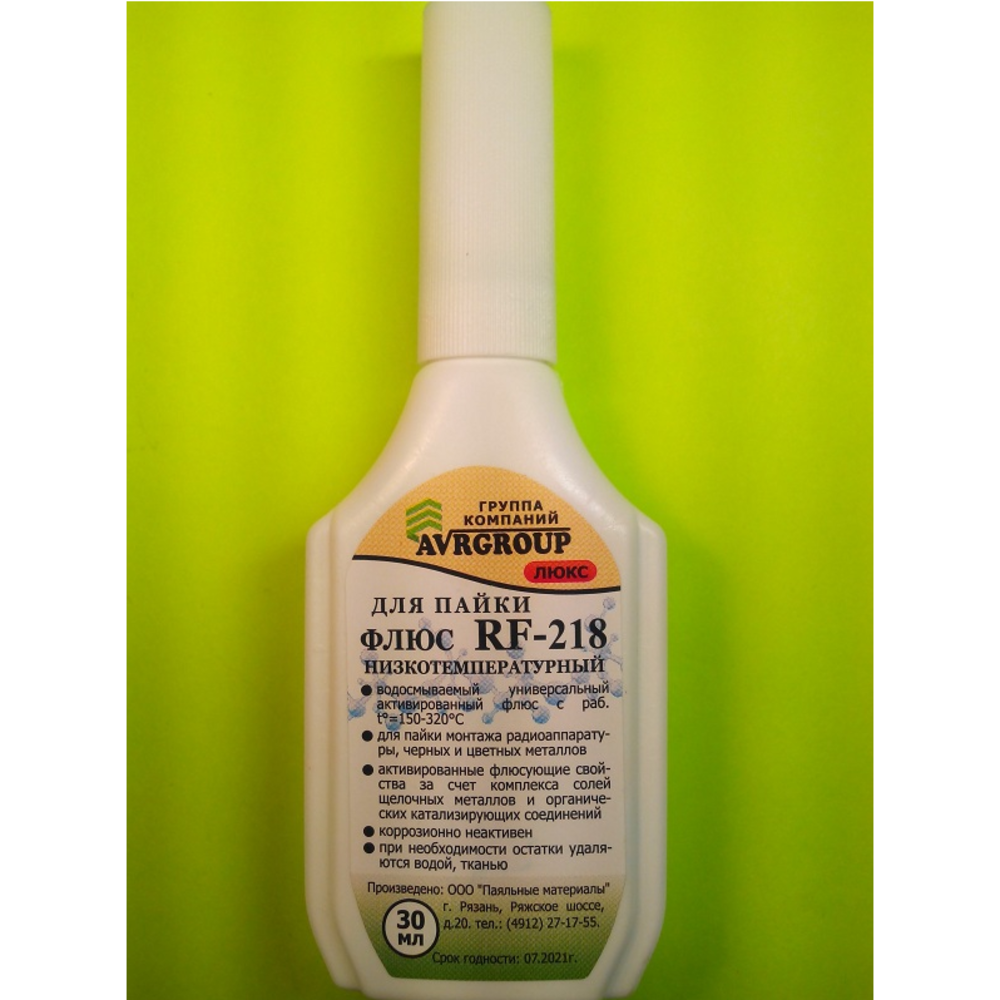 ГРУППА
КОМПАНИЙ
AVRGROUP
ЛЮКС
ДЛЯ ПАЙКИ
ФЛЮС RF-218
НИЗКОТЕМПЕРАТУРНЫЙ
● водосмываемый универсальный
активированный флюс с раб.
t°=150-320°C
● для пайки монтажа радиоаппарату-
ры, черных и цветных металлов
● активированные флюсующие свой-
ства за счет комплекса солей
щелочных металлов и органиче-
ских катализирующих соединений
● коррозионно неактивен
● при необходимости остатки удаля-
ются водой, тканью
Произведено: ООО "Паяльные материалы"
г. Рязань, Ряжское шоссе,
д.20. тел.: (4912) 27-17-55.
30
МЛ
Срок годности: 07.2021г.